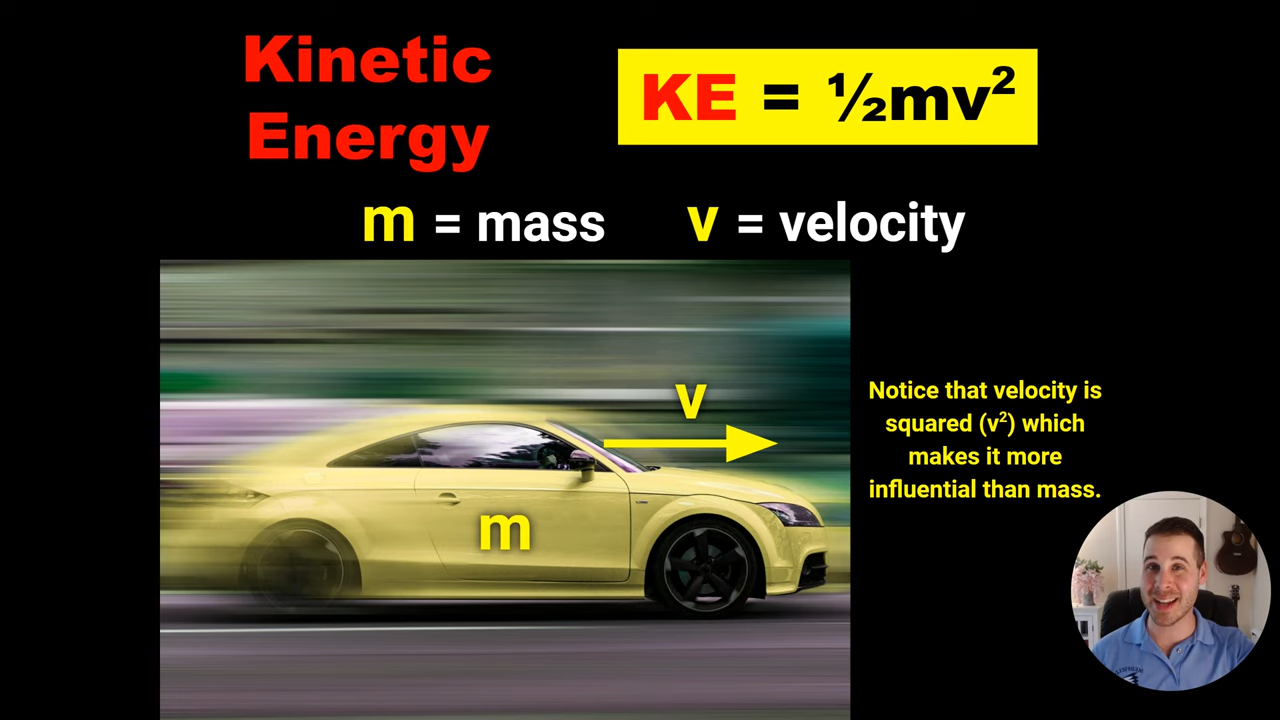 Kinetic
Energy
KE = ½mv²
m = mass
v = velocity
v
m
Notice that velocity is
squared (v²) which
makes it more
influential than mass.